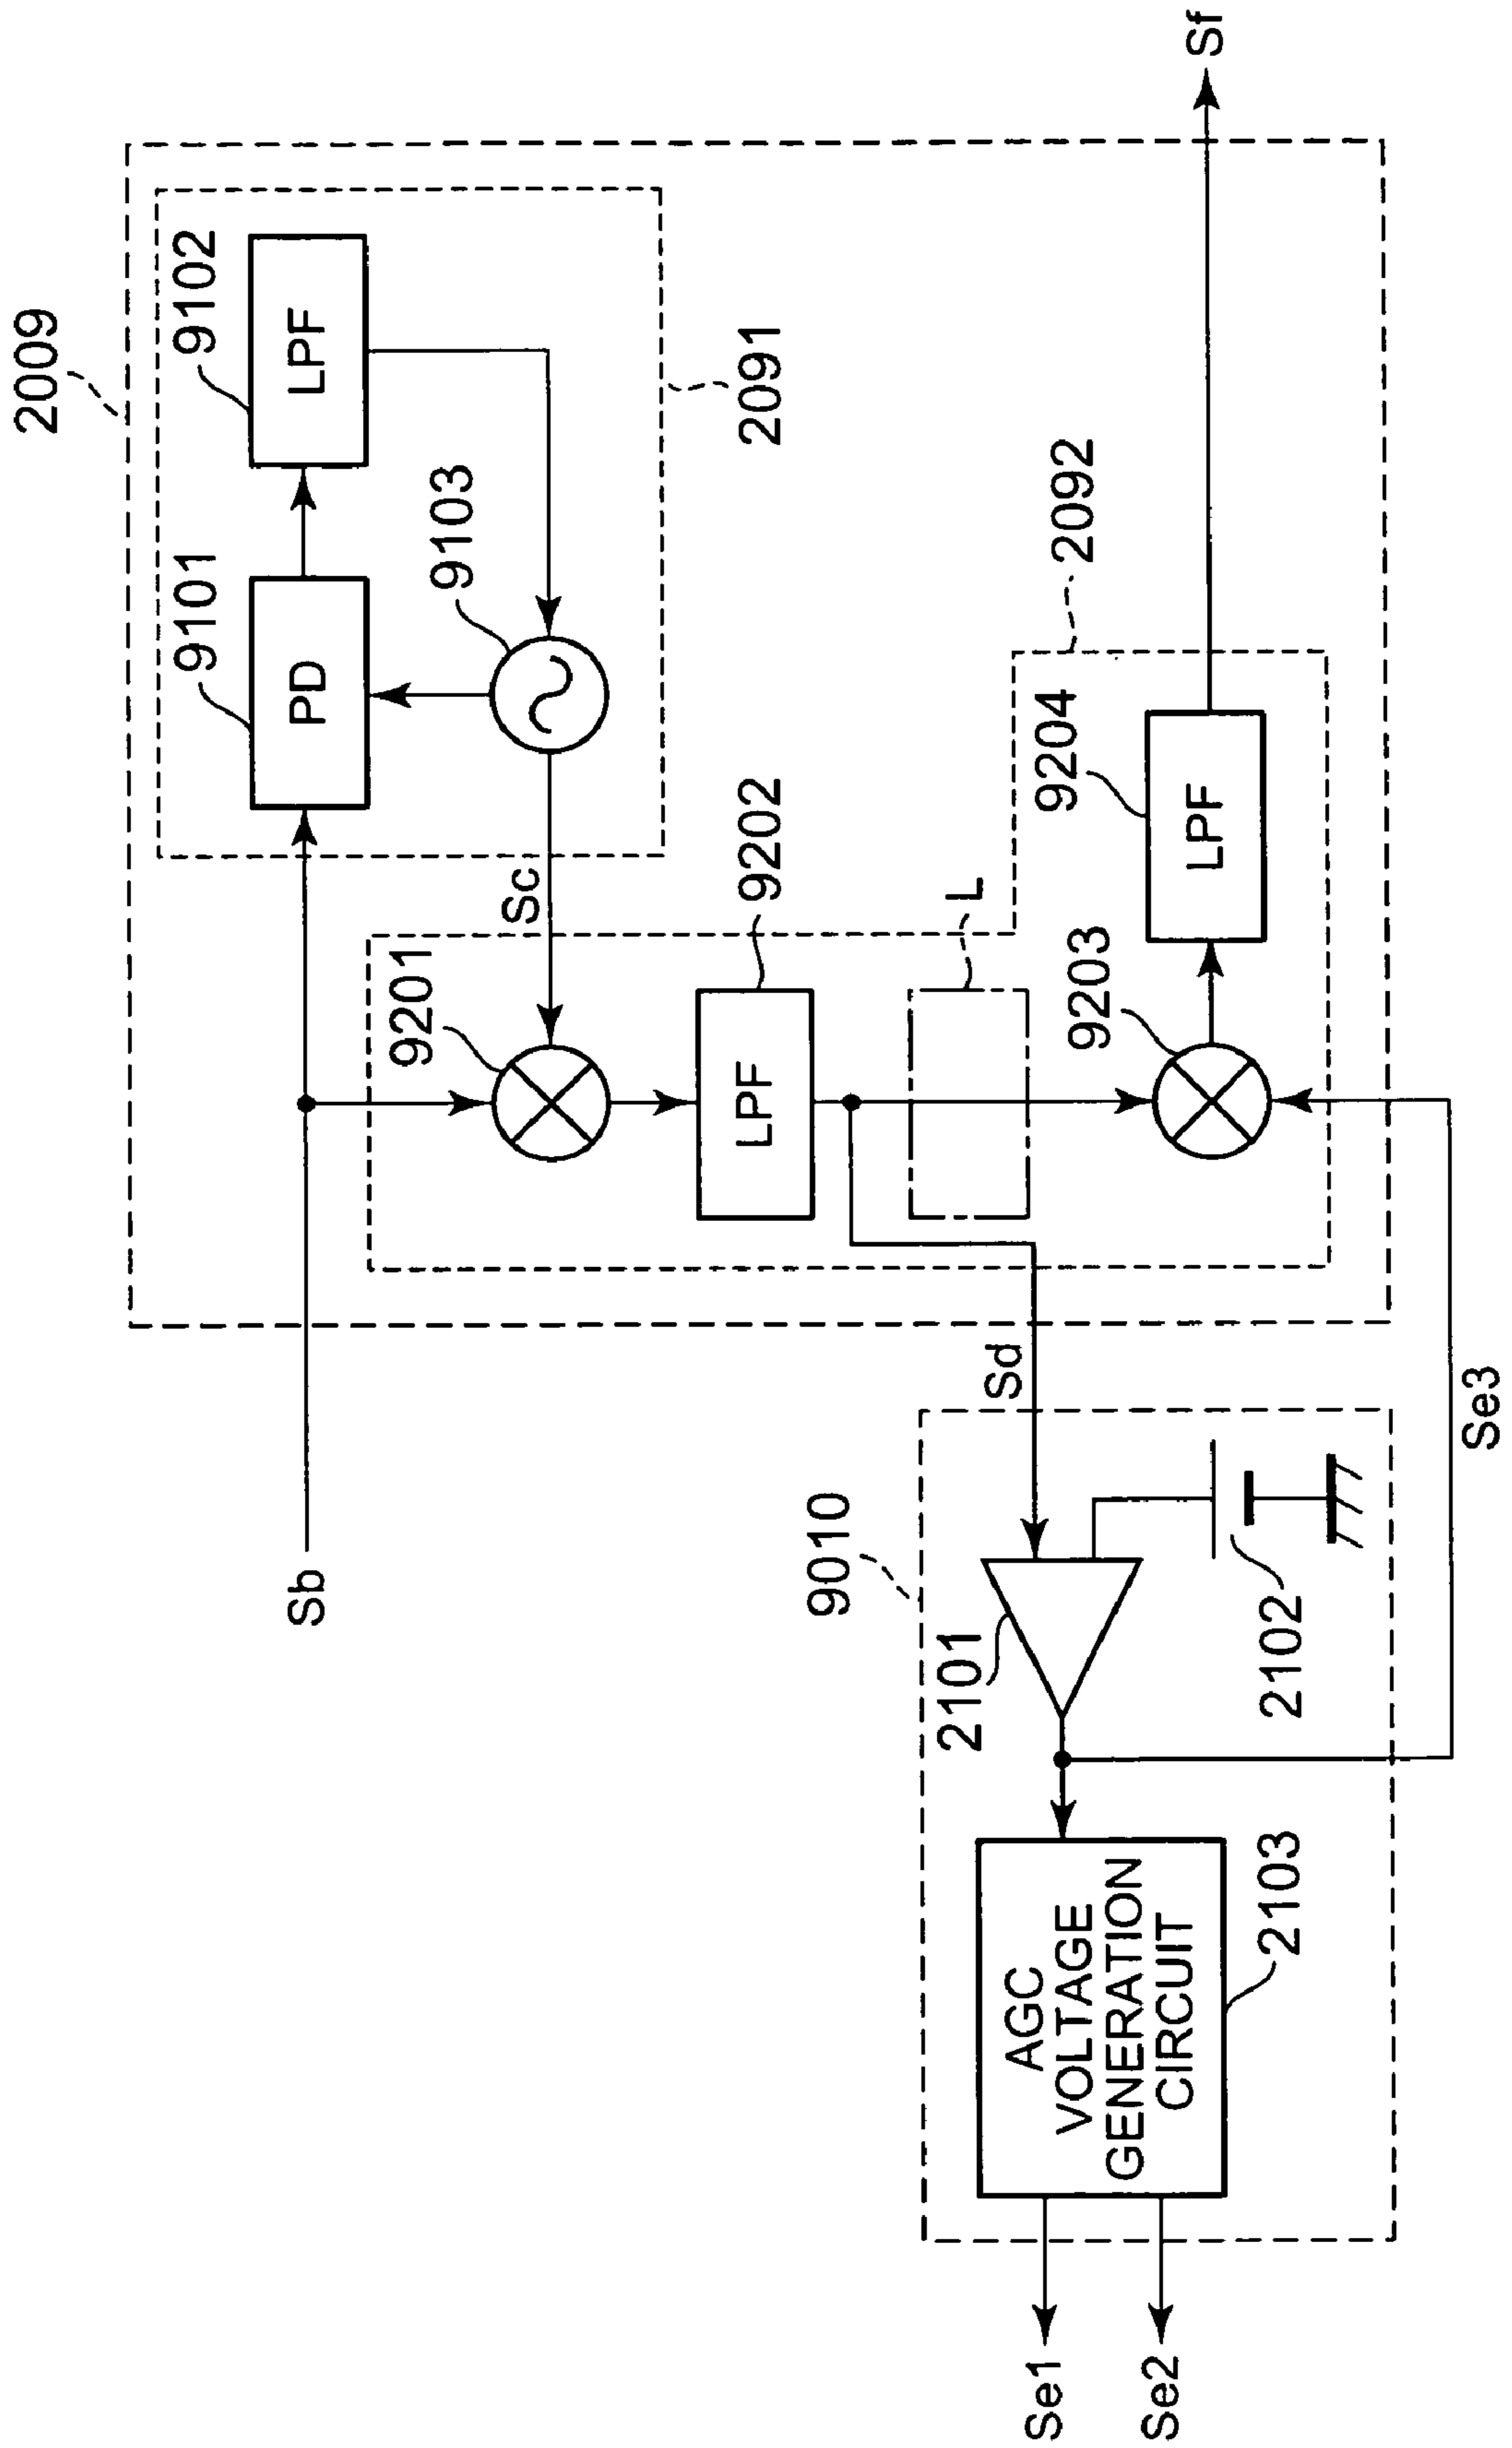 2009
9101
9102
PD
LPF
9103
2091
Sb
Sc
9201
9202
LPF
L
2092
9203
9204
LPF
Sf
Sd
9010
2101
2102
AGC
VOLTAGE
GENERATION
CIRCUIT
2103
Se1
Se2
Se3